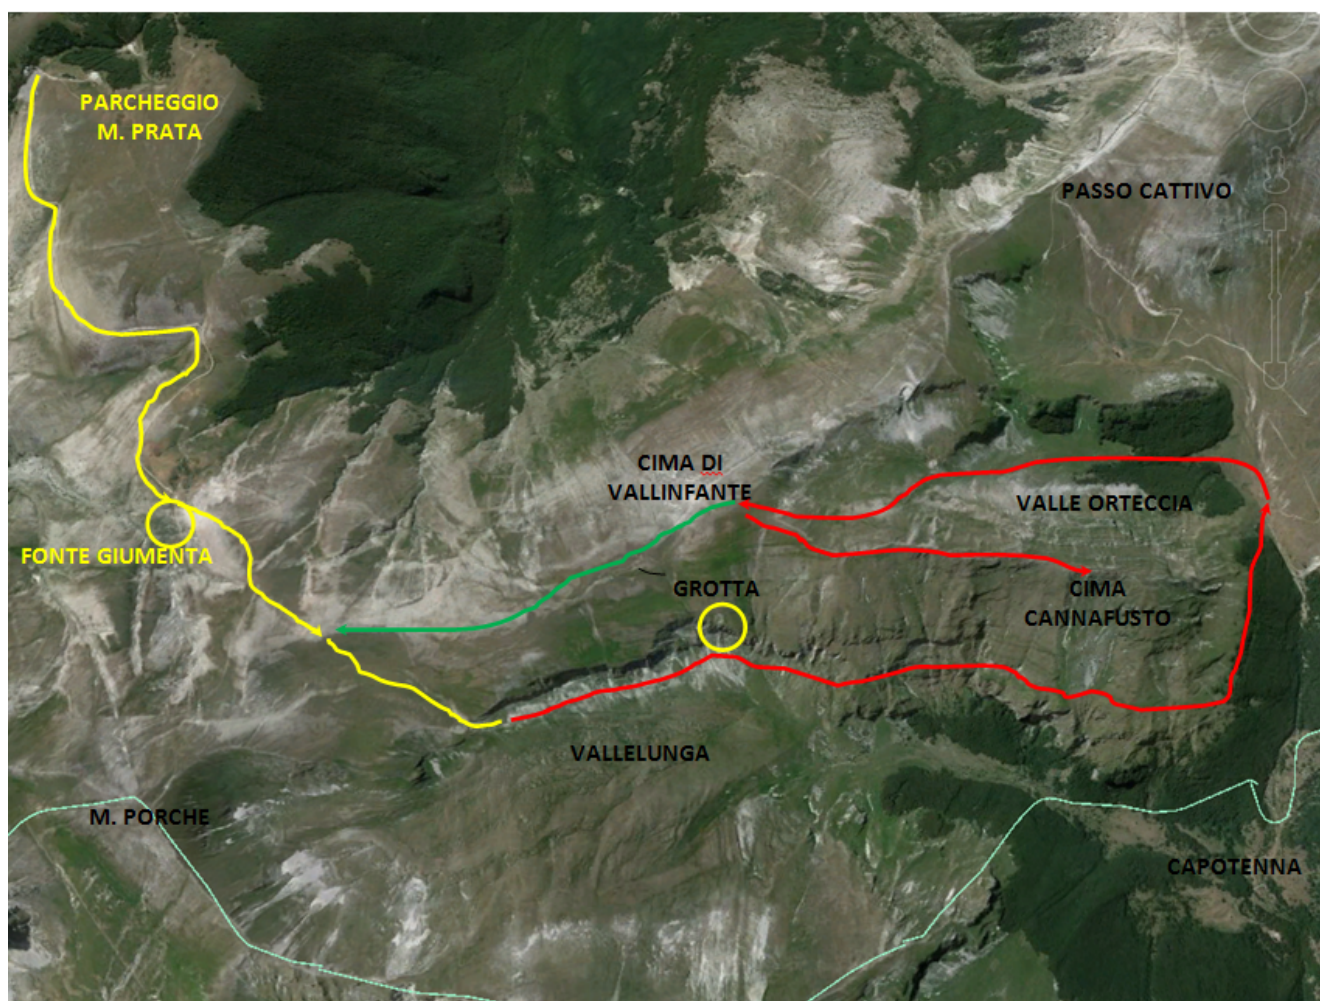 PARCHEGGIO
M. PRATA
PASSO CATTIVO
CIMA DI
VALLINFANTE
VALLE ORTECCIA
FONTE GIUMENTA
GROTTA
CIMA
CANNAFUSTO
VALLELUNGA
M. PORCHE
CAPOTENNA